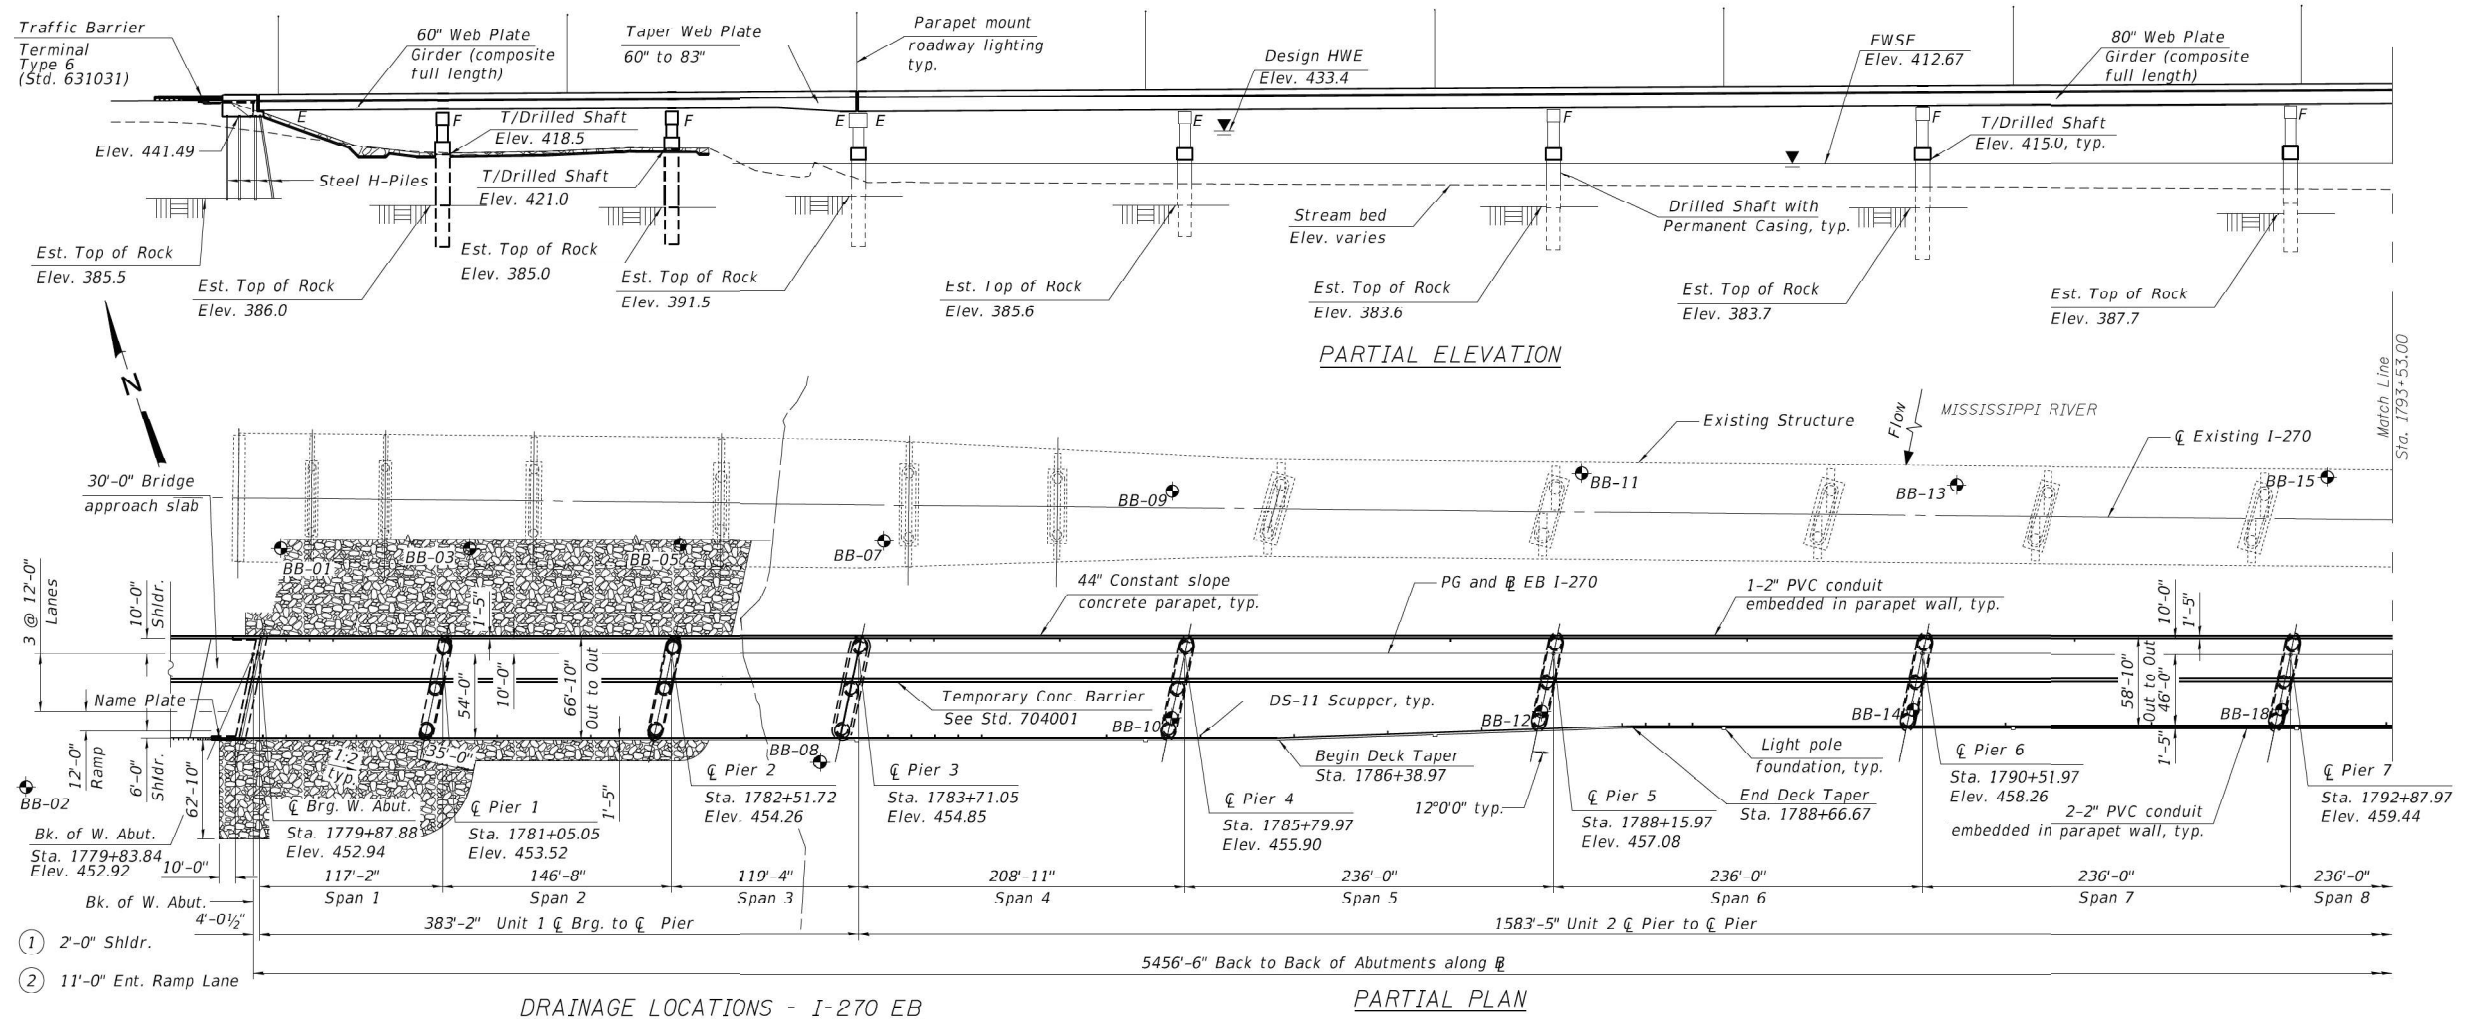 Traffic Barrier
Terminal
Type 6
(Std. 631031)
60" Web Plate
Girder (composite
full length)
Taper Web Plate
60" to 83"
Parapet mount
roadway lighting
typ.
Design HWE
Elev. 433.4
EWSE
Elev. 412.67
80" Web Plate
Girder (composite
full length)
E
F
F
E E
E
F
F
F
T/Drilled Shaft
Elev. 418.5
T/Drilled Shaft
Elev. 415.0, typ.
Elev. 441.49
Steel H-Piles
T/Drilled Shaft
Elev. 421.0
Stream bed
Elev. varies
Drilled Shaft with
Permanent Casing, typ.
Est. Top of Rock
Elev. 385.5
Est. Top of Rock
Elev. 386.0
Est. Top of Rock
Elev. 385.0
Est. Top of Rock
Elev. 391.5
Est. Top of Rock
Elev. 385.6
Est. Top of Rock
Elev. 383.6
Est. Top of Rock
Elev. 383.7
Est. Top of Rock
Elev. 387.7
PARTIAL ELEVATION
Match Line
Sta. 1793+53.00
N
Existing Structure
Flow
MISSISSIPPI RIVER
℄ Existing I-270
30'-0" Bridge
approach slab
BB-01
BB-03
BB-05
BB-07
BB-09
BB-11
BB-13
BB-15
3 @ 12'-0"
Lanes
10'-0"
Shldr.
1'-5"
44" Constant slope
concrete parapet, typ.
PG and ⅊ EB I-270
1-2" PVC conduit
embedded in parapet wall, typ.
10'-0"
1'-5"
Name Plate
54'-0"
10'-0"
66'-10"
Out to Out
Temporary Conc. Barrier
See Std. 704001
DS-11 Scupper, typ.
58'-10"
Out to Out
46'-0"
1'-5"
BB-10
BB-12
BB-14
BB-18
BB-08
BB-02
12'-0"
Ramp
6'-0"
Shldr.
62'-10"
1:2
typ.
35'-0"
1'-5"
Begin Deck Taper
Sta. 1786+38.97
12°0'0" typ.
End Deck Taper
Sta. 1788+66.67
Light pole
foundation, typ.
2-2" PVC conduit
embedded in parapet wall, typ.
Bk. of W. Abut.
Sta. 1779+83.84
Elev. 452.92
℄ Brg. W. Abut.
Sta. 1779+87.88
Elev. 452.94
℄ Pier 1
Sta. 1781+05.05
Elev. 453.52
℄ Pier 2
Sta. 1782+51.72
Elev. 454.26
℄ Pier 3
Sta. 1783+71.05
Elev. 454.85
℄ Pier 4
Sta. 1785+79.97
Elev. 455.90
℄ Pier 5
Sta. 1788+15.97
Elev. 457.08
℄ Pier 6
Sta. 1790+51.97
Elev. 458.26
℄ Pier 7
Sta. 1792+87.97
Elev. 459.44
10'-0"
117'-2"
Span 1
146'-8"
Span 2
119'-4"
Span 3
208'-11"
Span 4
236'-0"
Span 5
236'-0"
Span 6
236'-0"
Span 7
236'-0"
Span 8
Bk. of W. Abut.
4'-0½"
383'-2" Unit 1 ℄ Brg. to ℄ Pier
1583'-5" Unit 2 ℄ Pier to ℄ Pier
1 2'-0" Shldr.
5456'-6" Back to Back of Abutments along ⅊
2 11'-0" Ent. Ramp Lane
DRAINAGE LOCATIONS - I-270 EB
PARTIAL PLAN